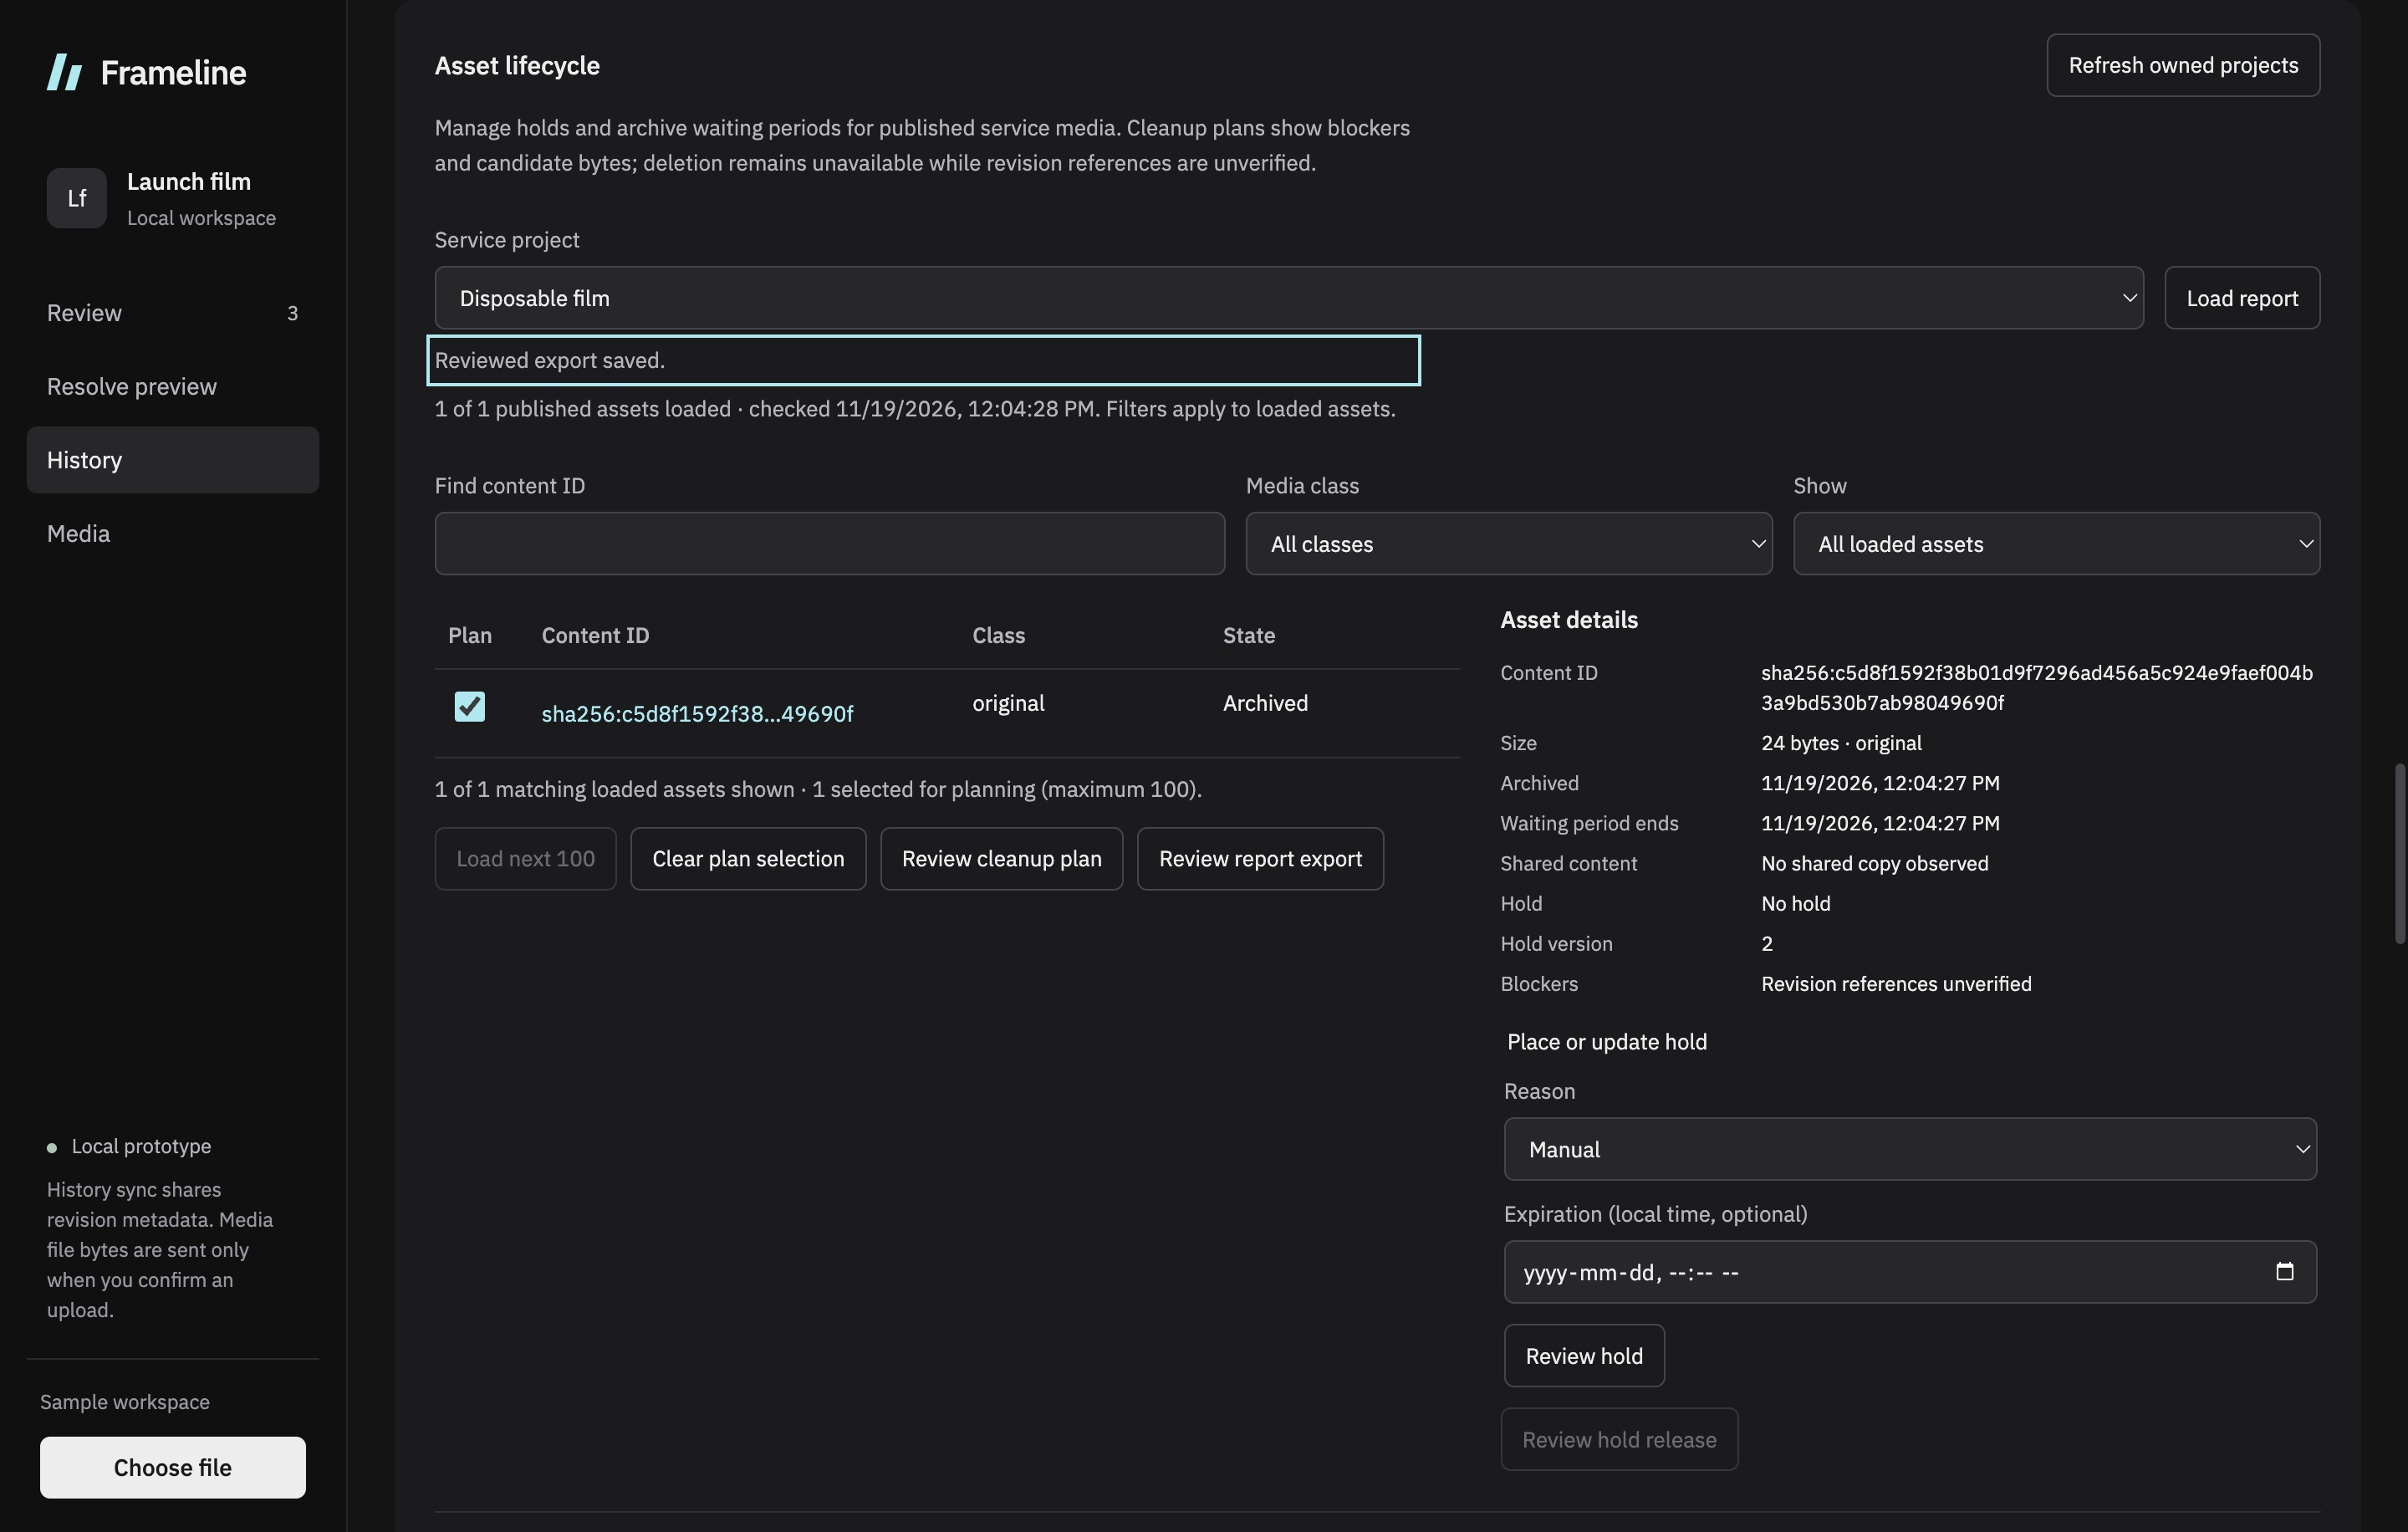 Frameline
Lf
Launch film
Local workspace
Review 3
Resolve preview
History
Media
Local prototype
History sync shares
revision metadata. Media
file bytes are sent only
when you confirm an
upload.
Sample workspace
Choose file
Asset lifecycle
Refresh owned projects
Manage holds and archive waiting periods for published service media. Cleanup plans show blockers
and candidate bytes; deletion remains unavailable while revision references are unverified.
Service project
Disposable film
Load report
Reviewed export saved.
1 of 1 published assets loaded · checked 11/19/2026, 12:04:28 PM. Filters apply to loaded assets.
Find content ID
Media class
All classes
Show
All loaded assets
Plan Content ID Class State
sha256:c5d8f1592f38...49690f original Archived
1 of 1 matching loaded assets shown · 1 selected for planning (maximum 100).
Load next 100
Clear plan selection
Review cleanup plan
Review report export
Asset details
Content ID sha256:c5d8f1592f38b01d9f7296ad456a5c924e9faef004b
3a9bd530b7ab98049690f
Size 24 bytes · original
Archived 11/19/2026, 12:04:27 PM
Waiting period ends 11/19/2026, 12:04:27 PM
Shared content No shared copy observed
Hold No hold
Hold version 2
Blockers Revision references unverified
Place or update hold
Reason
Manual
Expiration (local time, optional)
yyyy-mm-dd, --:-- --
Review hold
Review hold release